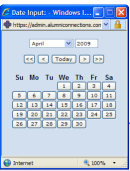 Date Input: - Windows I...
https://admin.alumniconnections.con
April 2009
<< < Today > >>
Su Mo Tu We Th Fr Sa
1 2 3 4
5 6 7 8 9 10 11
12 13 14 15 16 17 18
19 20 21 22 23 24 25
26 27 28 29 30
Internet 100%